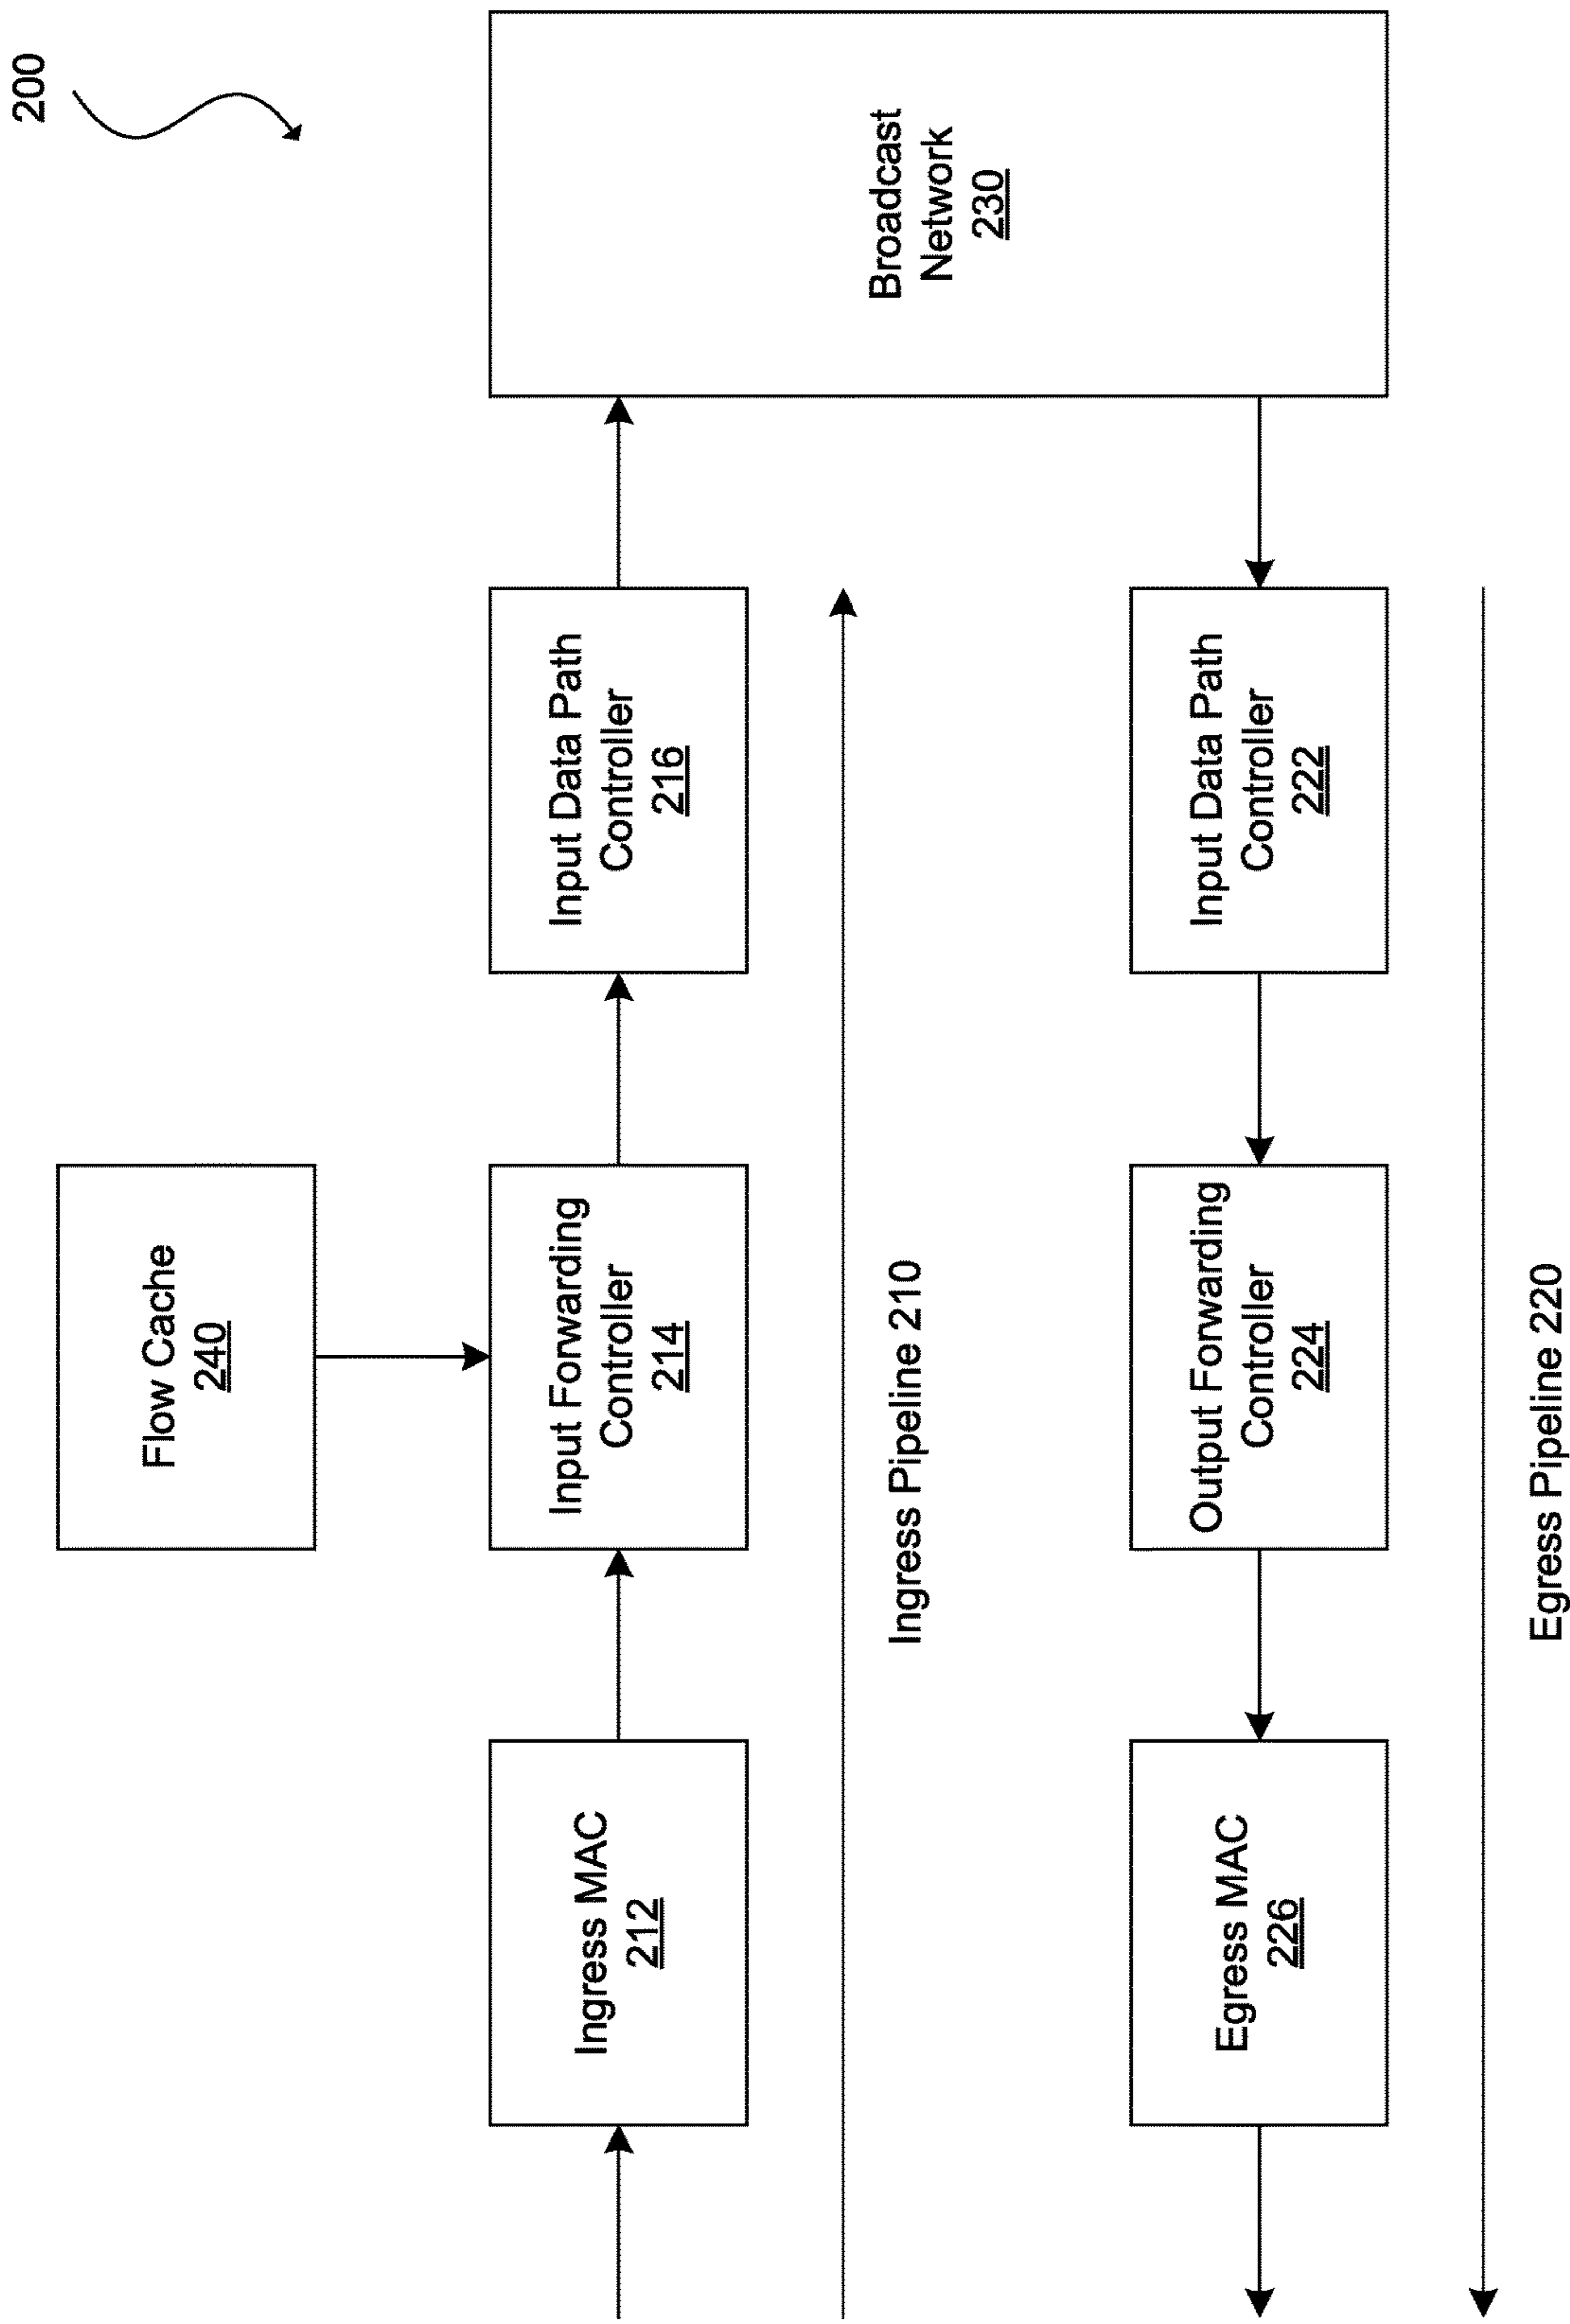 200
Flow Cache
240
Ingress MAC
212
Input Forwarding
Controller
214
Input Data Path
Controller
216
Broadcast
Network
230
Ingress Pipeline 210
Egress MAC
226
Output Forwarding
Controller
224
Input Data Path
Controller
222
Egress Pipeline 220